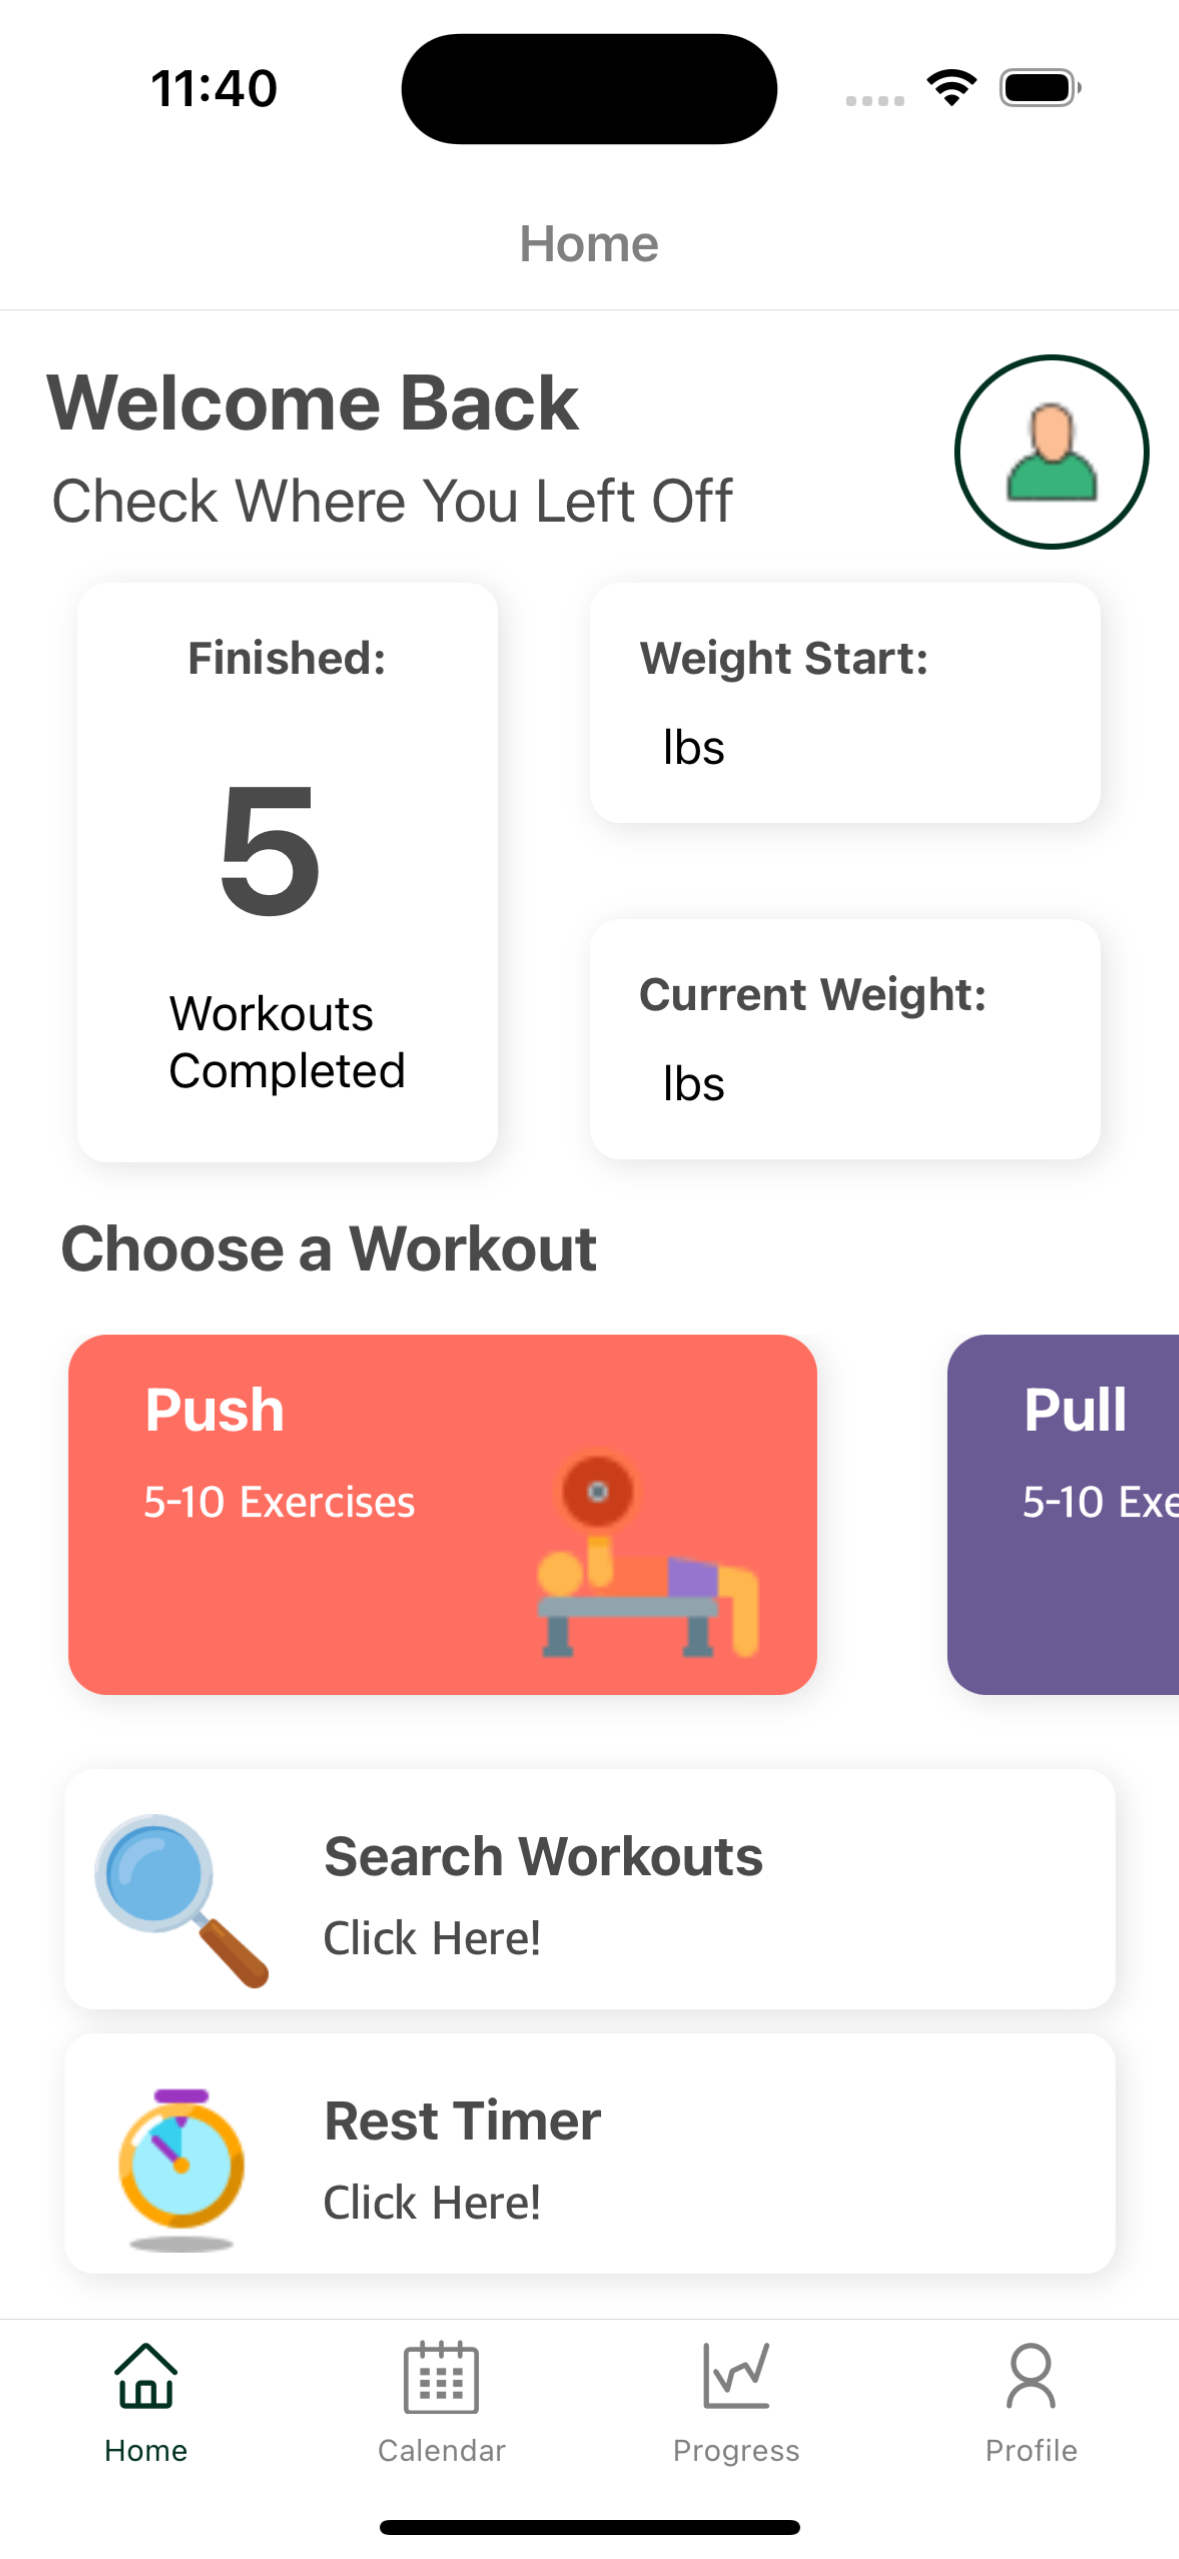 11:40
Home
Welcome Back
Check Where You Left Off
Finished:
5
Workouts
Completed
Weight Start:
lbs
Current Weight:
lbs
Choose a Workout
Push
5-10 Exercises
Pull
5-10 Exe
Search Workouts
Click Here!
Rest Timer
Click Here!
Home
Calendar
Progress
Profile